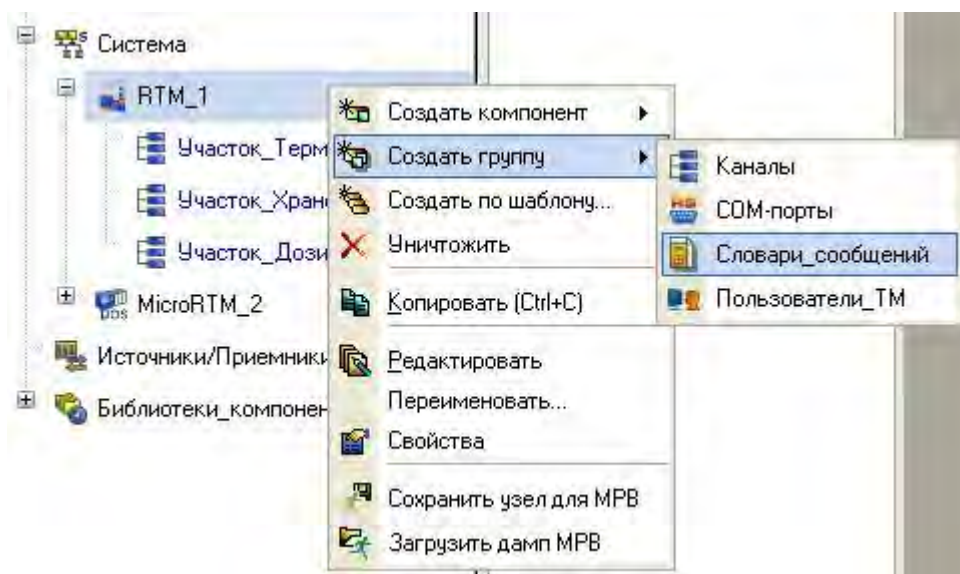 Система
RTM_1
Участок_Терм
Участок_Хран
Участок_Дози
MicroRTM_2
Источники/Приемники
Библиотеки_компонен
Создать компонент
Создать группу
Создать по шаблону...
Уничтожить
Копировать (Ctrl+C)
Редактировать
Переименовать...
Свойства
Сохранить узел для МРВ
Загрузить дамп МРВ
Каналы
COM-порты
Словари_сообщений
Пользователи_ТМ